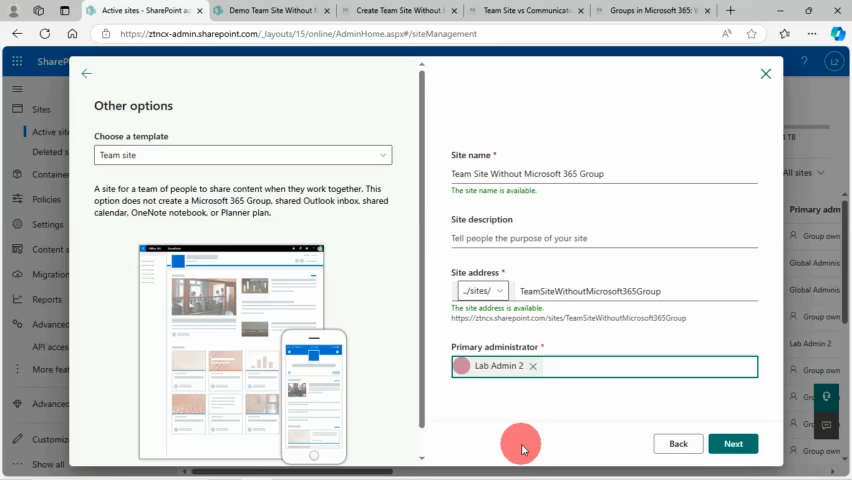 Active sites - SharePoint ad
Demo Team Site Without M
Create Team Site Without
Team Site vs Communicatio
Groups in Microsoft 365: W
https://ztncx-admin.sharepoint.com/_layouts/15/online/AdminHome.aspx#/siteManagement
SharePo
L2
Sites
Active sit
Deleted s
Container
Policies
Settings
Content s
Migration
Reports
Advanced
API acces
More feat
Advanced
Customiz
Show all
Other options
Choose a template
Team site
A site for a team of people to share content when they work together. This
option does not create a Microsoft 365 Group, shared Outlook inbox, shared
calendar, OneNote notebook, or Planner plan.
Site name *
Team Site Without Microsoft 365 Group
The site name is available.
Site description
Tell people the purpose of your site
Site address *
../sites/
TeamSiteWithoutMicrosoft365Group
The site address is available.
https://ztncx.sharepoint.com/sites/TeamSiteWithoutMicrosoft365Group
Primary administrator *
Lab Admin 2
Back
Next
TB
All sites
Primary adm
Group own
Global Adminis
Global Adminis
Group own
Lab Admin 2
Group own
Group own
Group own
Group own